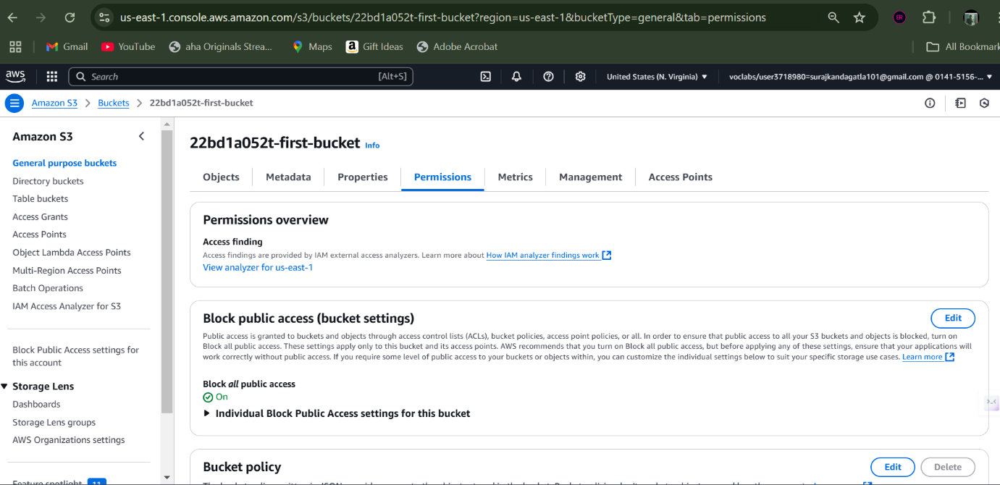 us-east-1.console.aws.amazon.com/s3/buckets/22bd1a052t-first-bucket?region=us-east-1&bucketType=general&tab=permissions
ER
Gmail YouTube aha Originals Strea... Maps Gift Ideas Adobe Acrobat All Bookmark
aws Search [Alt+S] United States (N. Virginia) voclabs/user3718980=surajkandagatla101@gmail.com @ 0141-5156-...
Amazon S3 Buckets 22bd1a052t-first-bucket
Amazon S3
General purpose buckets
Directory buckets
Table buckets
Access Grants
Access Points
Object Lambda Access Points
Multi-Region Access Points
Batch Operations
IAM Access Analyzer for S3
Block Public Access settings for
this account
Storage Lens
Dashboards
Storage Lens groups
AWS Organizations settings
Feature spotlight 11
22bd1a052t-first-bucket Info
Objects Metadata Properties Permissions Metrics Management Access Points
Permissions overview
Access finding
Access findings are provided by IAM external access analyzers. Learn more about How IAM analyzer findings work
View analyzer for us-east-1
Block public access (bucket settings) Edit
Public access is granted to buckets and objects through access control lists (ACLs), bucket policies, access point policies, or all. In order to ensure that public access to all your S3 buckets and objects is blocked, turn on
Block all public access. These settings apply only to this bucket and its access points. AWS recommends that you turn on Block all public access, but before applying any of these settings, ensure that your applications will
work correctly without public access. If you require some level of public access to your buckets or objects within, you can customize the individual settings below to suit your specific storage use cases. Learn more
Block all public access
On
Individual Block Public Access settings for this bucket
Bucket policy Edit Delete